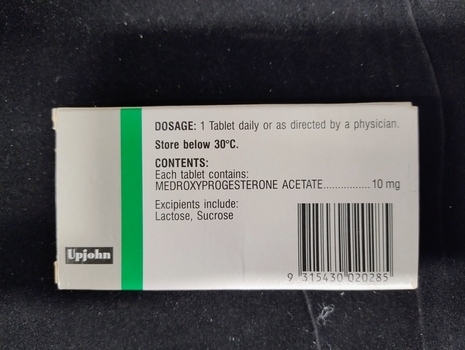 DOSAGE: 1 Tablet daily or as directed by a physician.
Store below 30°C.
CONTENTS:
Each tablet contains:
MEDROXYPROGESTERONE ACETATE................. 10 mg
Excipients include:
Lactose, Sucrose
Upjohn
9 315430 020285